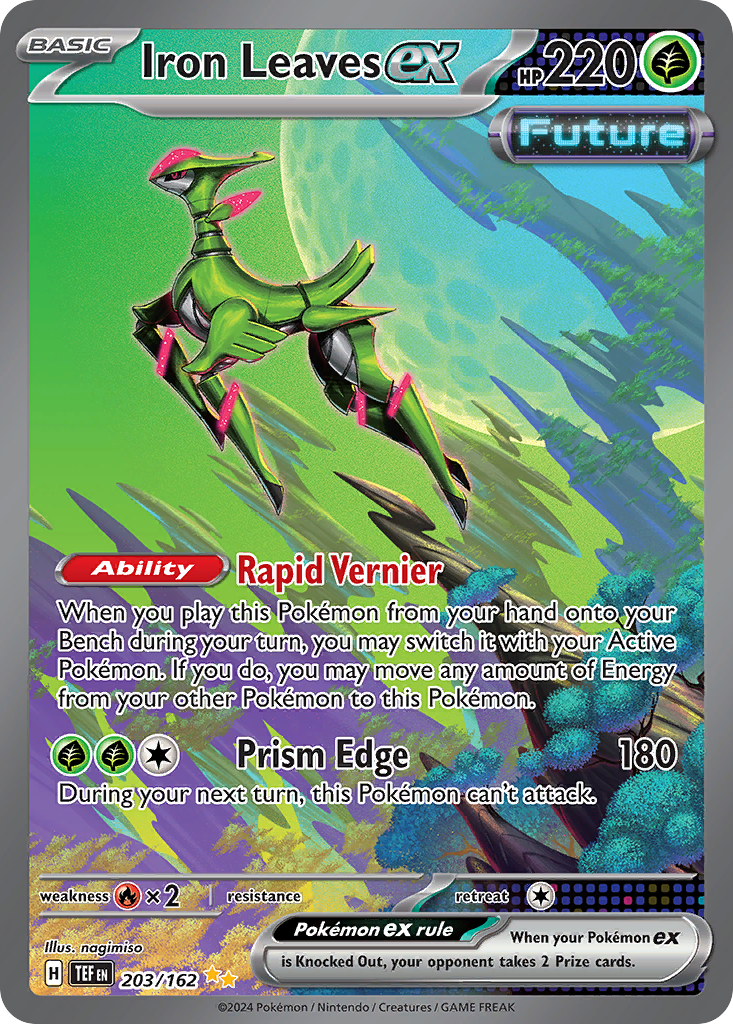 BASIC Iron Leaves ex HP 220
Future
Ability Rapid Vernier
When you play this Pokémon from your hand onto your
Bench during your turn, you may switch it with your Active
Pokémon. If you do, you may move any amount of Energy
from your other Pokémon to this Pokémon.
Prism Edge 180
During your next turn, this Pokémon can't attack.
weakness ×2 resistance retreat
Pokémon ex rule When your Pokémon ex
is Knocked Out, your opponent takes 2 Prize cards.
Illus. nagimiso
H TEF EN 203/162
©2024 Pokémon / Nintendo / Creatures / GAME FREAK